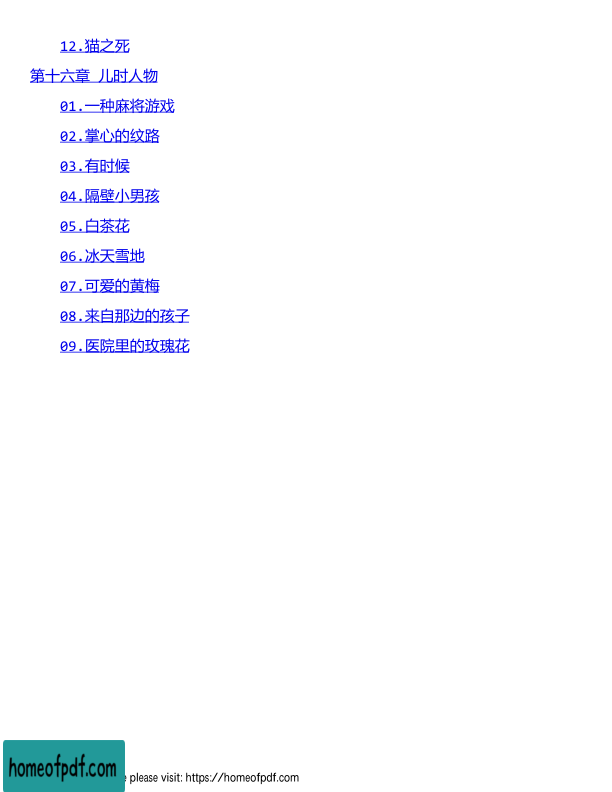 12.猫之死
第十六章 儿时人物
01.一种麻将游戏
02.掌心的纹路
03.有时候
04.隔壁小男孩
05.白茶花
06.冰天雪地
07.可爱的黄梅
08.来自那边的孩子
09.医院里的玫瑰花
homeofpdf.com
please visit: https://homeofpdf.com